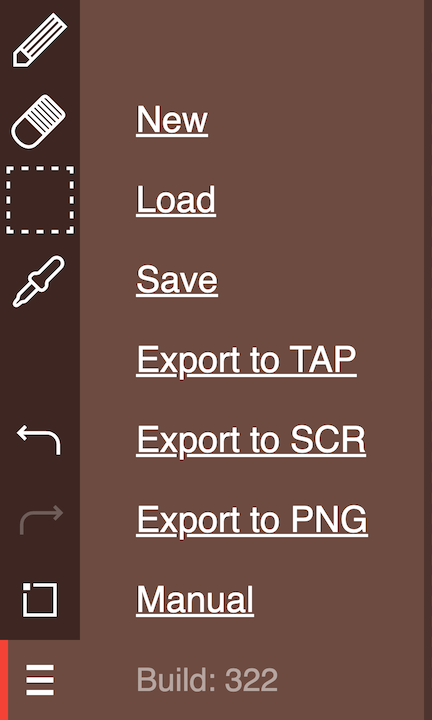 New
Load
Save
Export to TAP
Export to SCR
Export to PNG
Manual
Build: 322